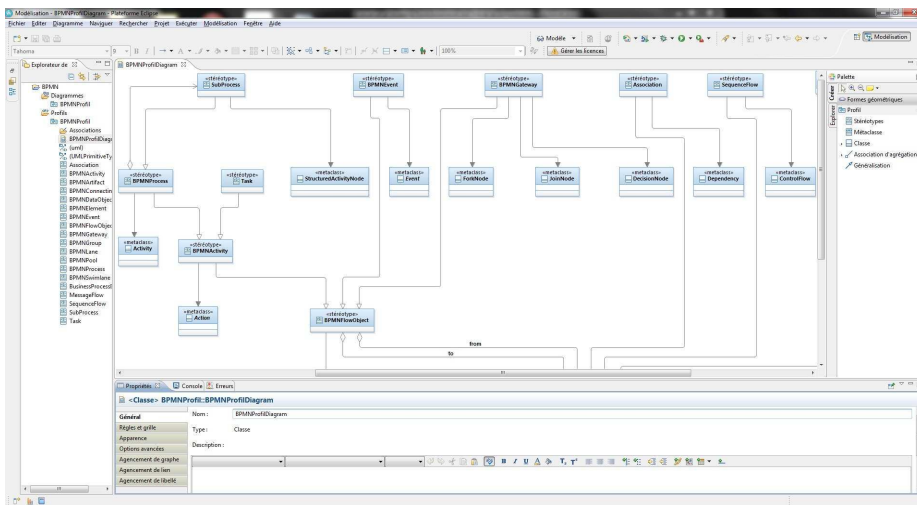 Modélisation - BPMNProfilDiagram - Plateforme Eclipse
Fichier Editer Diagramme Naviguer Rechercher Projet Exécuter Modélisation Fenêtre Aide
Modèle
Modélisation
Tahoma
9
100%
Gérer les licences
Explorateur de
BPMN
Diagrammes
BPMNProfil
Profils
BPMNProfil
Associations
BPMNProfilDiagr
(uml)
(UMLPrimitiveTy
Association
BPMNActivity
BPMNArtifact
BPMNConnectin
BPMNDataObjec
BPMNElement
BPMNEvent
BPMNFlowObjec
BPMNGateway
BPMNGroup
BPMNLane
BPMNPool
BPMNProcess
BPMNSwimlane
BusinessProcessI
MessageFlow
SequenceFlow
SubProcess
Task
BPMNProfilDiagram
«stéréotype»
SubProcess
«stéréotype»
BPMNEvent
«stéréotype»
BPMNGateway
«stéréotype»
Association
«stéréotype»
SequenceFlow
«stéréotype»
BPMNProcess
«stéréotype»
Task
«metaclass»
StructuredActivityNode
«metaclass»
Event
«metaclass»
ForkNode
«metaclass»
JoinNode
«metaclass»
DecisionNode
«metaclass»
Dependency
«metaclass»
ControlFlow
«metaclass»
Activity
«stéréotype»
BPMNActivity
«metaclass»
Action
«stéréotype»
BPMNFlowObject
from
to
Palette
Créer
Explorer
Formes géométriques
Profil
Stéréotypes
Métaclasse
Classe
Association d'agrégation
Généralisation
Propriétés
Console
Erreurs
<Classe> BPMNProfil::BPMNProfilDiagram
Général
Règles et grille
Apparence
Options avancées
Agencement de graphe
Agencement de lien
Agencement de libellé
Nom :
BPMNProfilDiagram
Type :
Classe
Description :